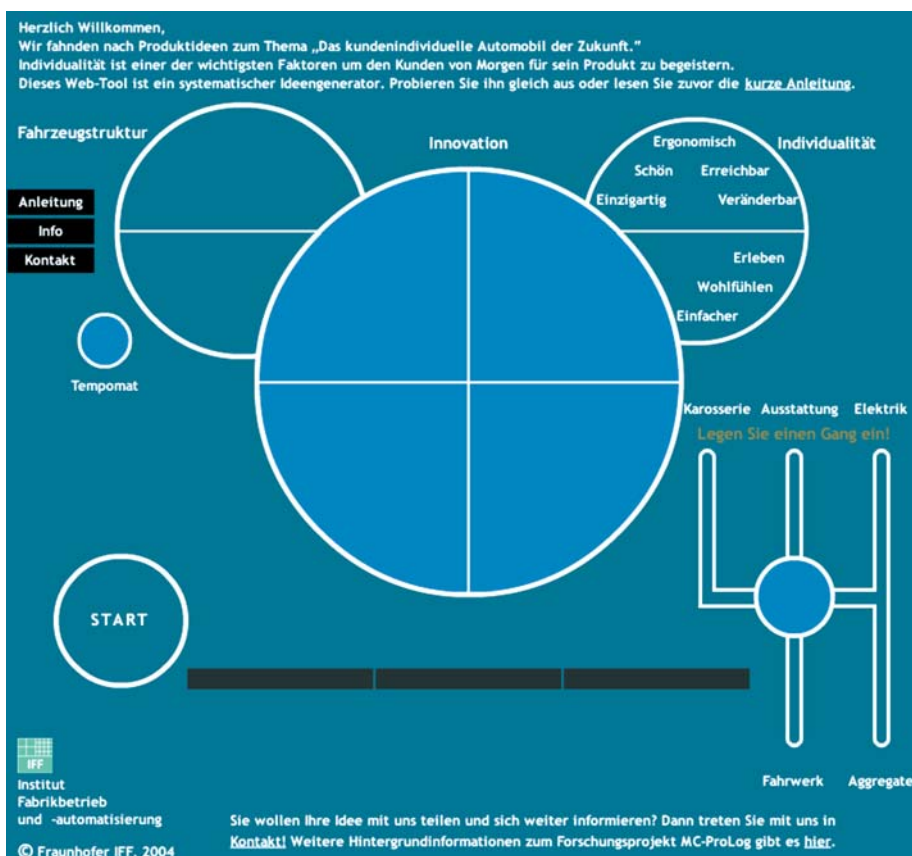 Herzlich Willkommen,
Wir fahnden nach Produktideen zum Thema „Das kundenindividuelle Automobil der Zukunft.”
Individualität ist einer der wichtigsten Faktoren um den Kunden von Morgen für sein Produkt zu begeistern.
Dieses Web-Tool ist ein systematischer Ideengenerator. Probieren Sie ihn gleich aus oder lesen Sie zuvor die kurze Anleitung.
Fahrzeugstruktur
Innovation
Individualität
Ergonomisch
Schön Erreichbar
Einzigartig Veränderbar
Erleben
Wohlfühlen
Einfacher
Anleitung
Info
Kontakt
Tempomat
Karosserie Ausstattung Elektrik
Legen Sie einen Gang ein!
START
Fahrwerk Aggregate
IFF
Institut
Fabrikbetrieb
und -automatisierung
© Fraunhofer IFF, 2004
Sie wollen Ihre Idee mit uns teilen und sich weiter informieren? Dann treten Sie mit uns in
Kontakt! Weitere Hintergrundinformationen zum Forschungsprojekt MC-ProLog gibt es hier.